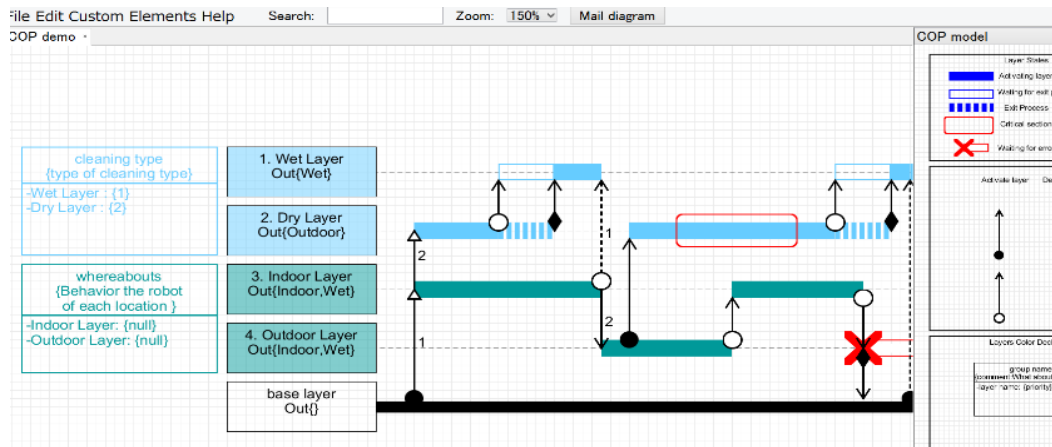 File Edit Custom Elements Help
Search:
Zoom: 150%
Mail diagram
COP demo
COP model
cleaning type
{type of cleaning type}
-Wet Layer : {1}
-Dry Layer : {2}
whereabouts
{Behavior the robot
of each location }
-Indoor Layer: {null}
-Outdoor Layer: {null}
1. Wet Layer
Out{Wet}
2. Dry Layer
Out{Outdoor}
3. Indoor Layer
Out{Indoor,Wet}
4. Outdoor Layer
Out{Indoor,Wet}
base layer
Out{}
2
1
1
2
Layer States
Activating layer
Waiting for exit
Exit Process
Critical section
Waiting for error
Activate layer
Layers Color
group name
(comment What about
-layer name: {priority}